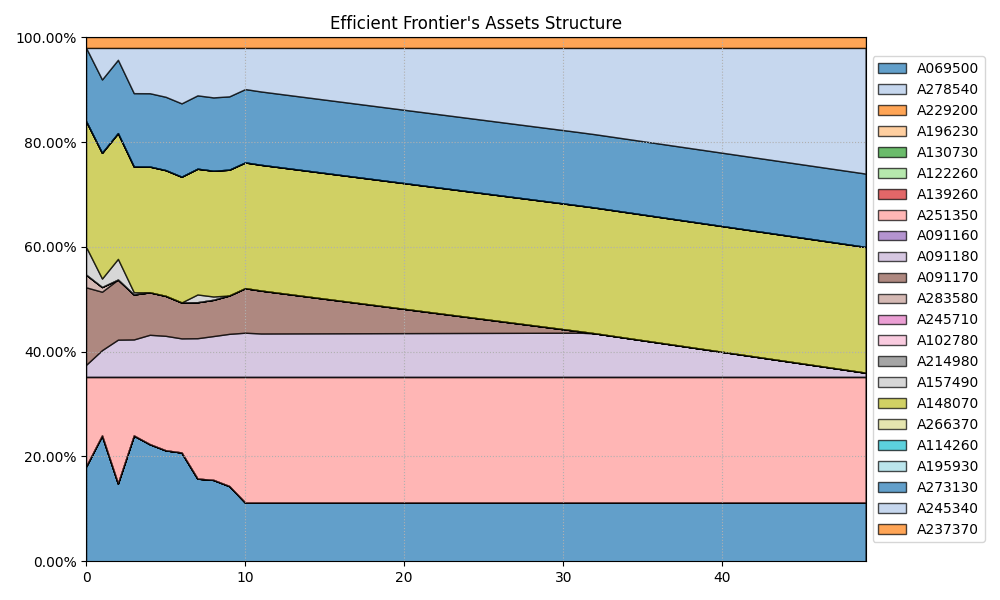 Efficient Frontier's Assets Structure
100.00%
80.00%
60.00%
40.00%
20.00%
0.00%
0
10
20
30
40
A069500
A278540
A229200
A196230
A130730
A122260
A139260
A251350
A091160
A091180
A091170
A283580
A245710
A102780
A214980
A157490
A148070
A266370
A114260
A195930
A273130
A245340
A237370